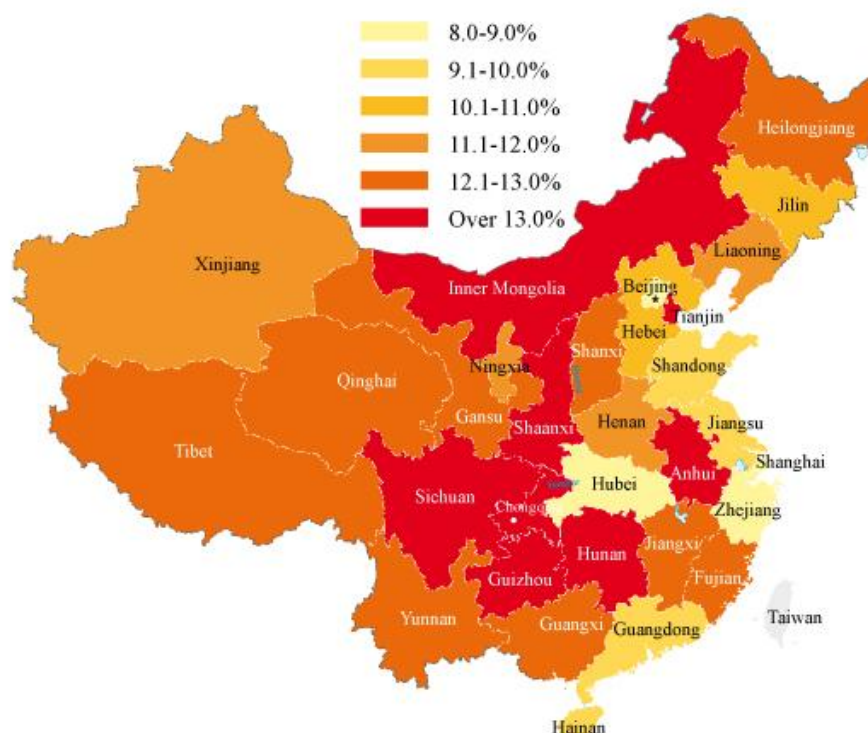 8.0-9.0%
9.1-10.0%
10.1-11.0%
11.1-12.0%
12.1-13.0%
Over 13.0%
Heilongjiang
Jilin
Liaoning
Xinjiang
Inner Mongolia
Beijing
Tianjin
Hebei
Shanxi
Shandong
Ningxia
Qinghai
Gansu
Shaanxi
Henan
Jiangsu
Tibet
Shanghai
Anhui
Sichuan
Hubei
Chongq
Zhejiang
Hunan
Jiangxi
Guizhou
Fujian
Yunnan
Guangxi
Guangdong
Taiwan
Hainan